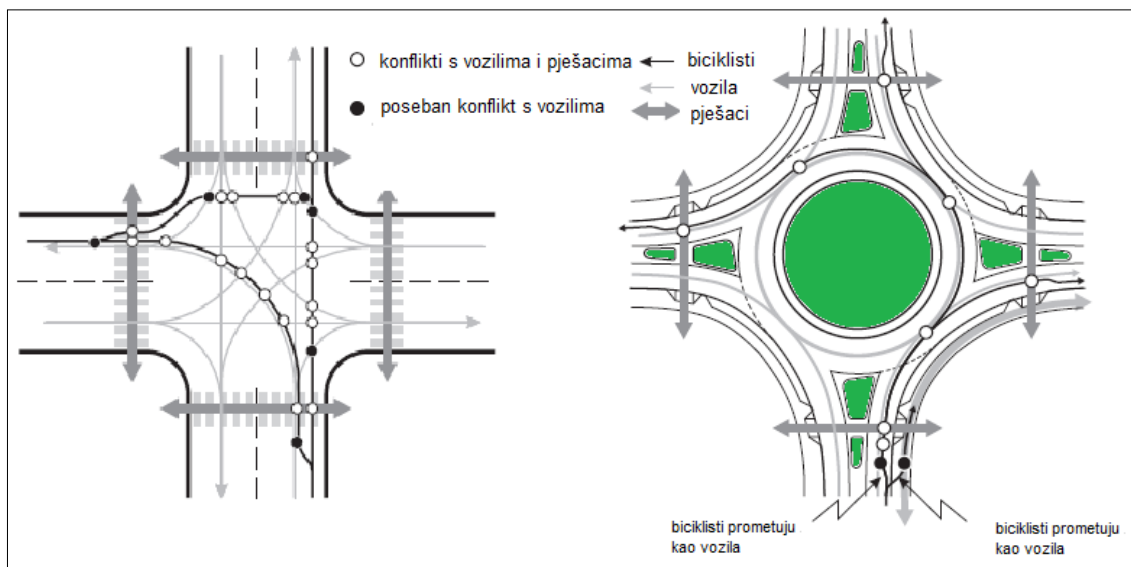 konflikti s vozilima i pješacima
poseban konflikt s vozilima
biciklisti
vozila
pješaci
biciklisti prometuju
kao vozila
biciklisti prometuju
kao vozila